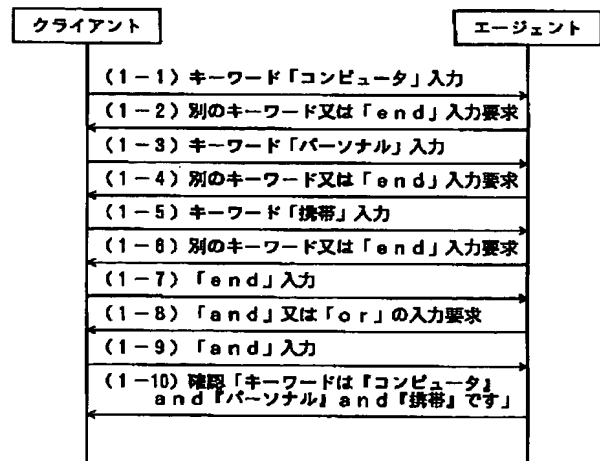 クライアント
エージェント
(1-1)キーワード「コンピュータ」入力
(1-2)別のキーワード又は「end」入力要求
(1-3)キーワード「パーソナル」入力
(1-4)別のキーワード又は「end」入力要求
(1-5)キーワード「携帯」入力
(1-6)別のキーワード又は「end」入力要求
(1-7)「end」入力
(1-8)「and」又は「or」の入力要求
(1-9)「and」入力
(1-10)確認「キーワードは『コンピュータ』
and『パーソナル』and『携帯』です」